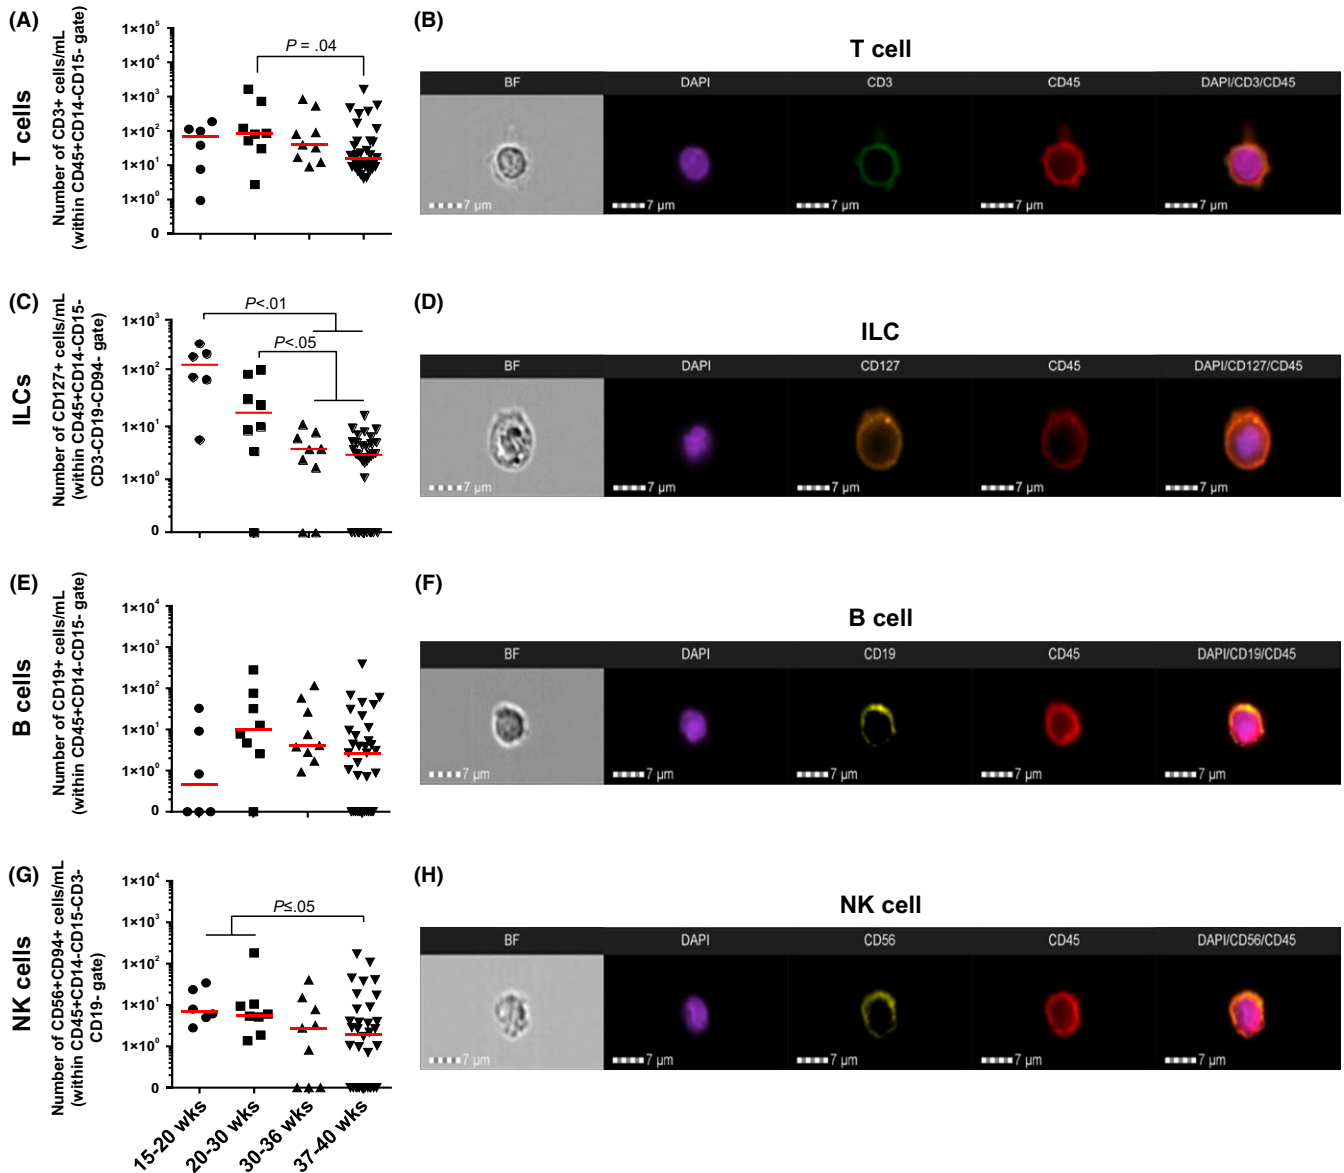 (A)
T cells
Number of CD3+ cells/mL
(within CD45+CD14-CD15- gate)
1×10⁵
1×10⁴
1×10³
1×10²
1×10¹
1×10⁰
0
P = .04
(B)
T cell
BF DAPI CD3 CD45 DAPI/CD3/CD45
7 µm 7 µm 7 µm 7 µm 7 µm
(C)
ILCs
Number of CD127+ cells/mL
(within CD45+CD14-CD15-
CD3-CD19-CD94- gate)
1×10³
1×10²
1×10¹
1×10⁰
0
P<.01
P<.05
(D)
ILC
BF DAPI CD127 CD45 DAPI/CD127/CD45
7 µm 7 µm 7 µm 7 µm 7 µm
(E)
B cells
Number of CD19+ cells/mL
(within CD45+CD14-CD15- gate)
1×10⁴
1×10³
1×10²
1×10¹
1×10⁰
0
(F)
B cell
BF DAPI CD19 CD45 DAPI/CD19/CD45
7 µm 7 µm 7 µm 7 µm 7 µm
(G)
NK cells
Number of CD56+CD94+ cells/mL
(within CD45+CD14-CD15-CD3-
CD19- gate)
1×10⁴
1×10³
1×10²
1×10¹
1×10⁰
0
P≤.05
15-20 wks
20-30 wks
30-36 wks
37-40 wks
(H)
NK cell
BF DAPI CD56 CD45 DAPI/CD56/CD45
7 µm 7 µm 7 µm 7 µm 7 µm